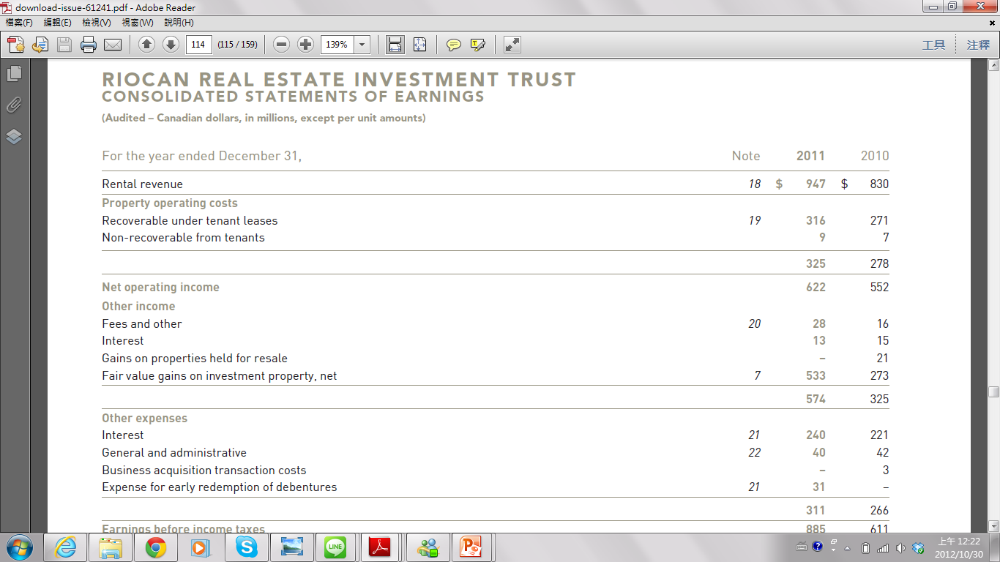 download-issue-61241.pdf - Adobe Reader
檔案(F) 編輯(E) 檢視(V) 視窗(W) 說明(H)
114 (115 / 159) 139% 工具 注釋
RIOCAN REAL ESTATE INVESTMENT TRUST
CONSOLIDATED STATEMENTS OF EARNINGS
(Audited – Canadian dollars, in millions, except per unit amounts)
For the year ended December 31, Note 2011 2010
Rental revenue 18 $ 947 $ 830
Property operating costs
Recoverable under tenant leases 19 316 271
Non-recoverable from tenants 9 7
325 278
Net operating income 622 552
Other income
Fees and other 20 28 16
Interest 13 15
Gains on properties held for resale – 21
Fair value gains on investment property, net 7 533 273
574 325
Other expenses
Interest 21 240 221
General and administrative 22 40 42
Business acquisition transaction costs – 3
Expense for early redemption of debentures 21 31 –
311 266
Earnings before income taxes 885 611
LINE
上午 12:22
2012/10/30